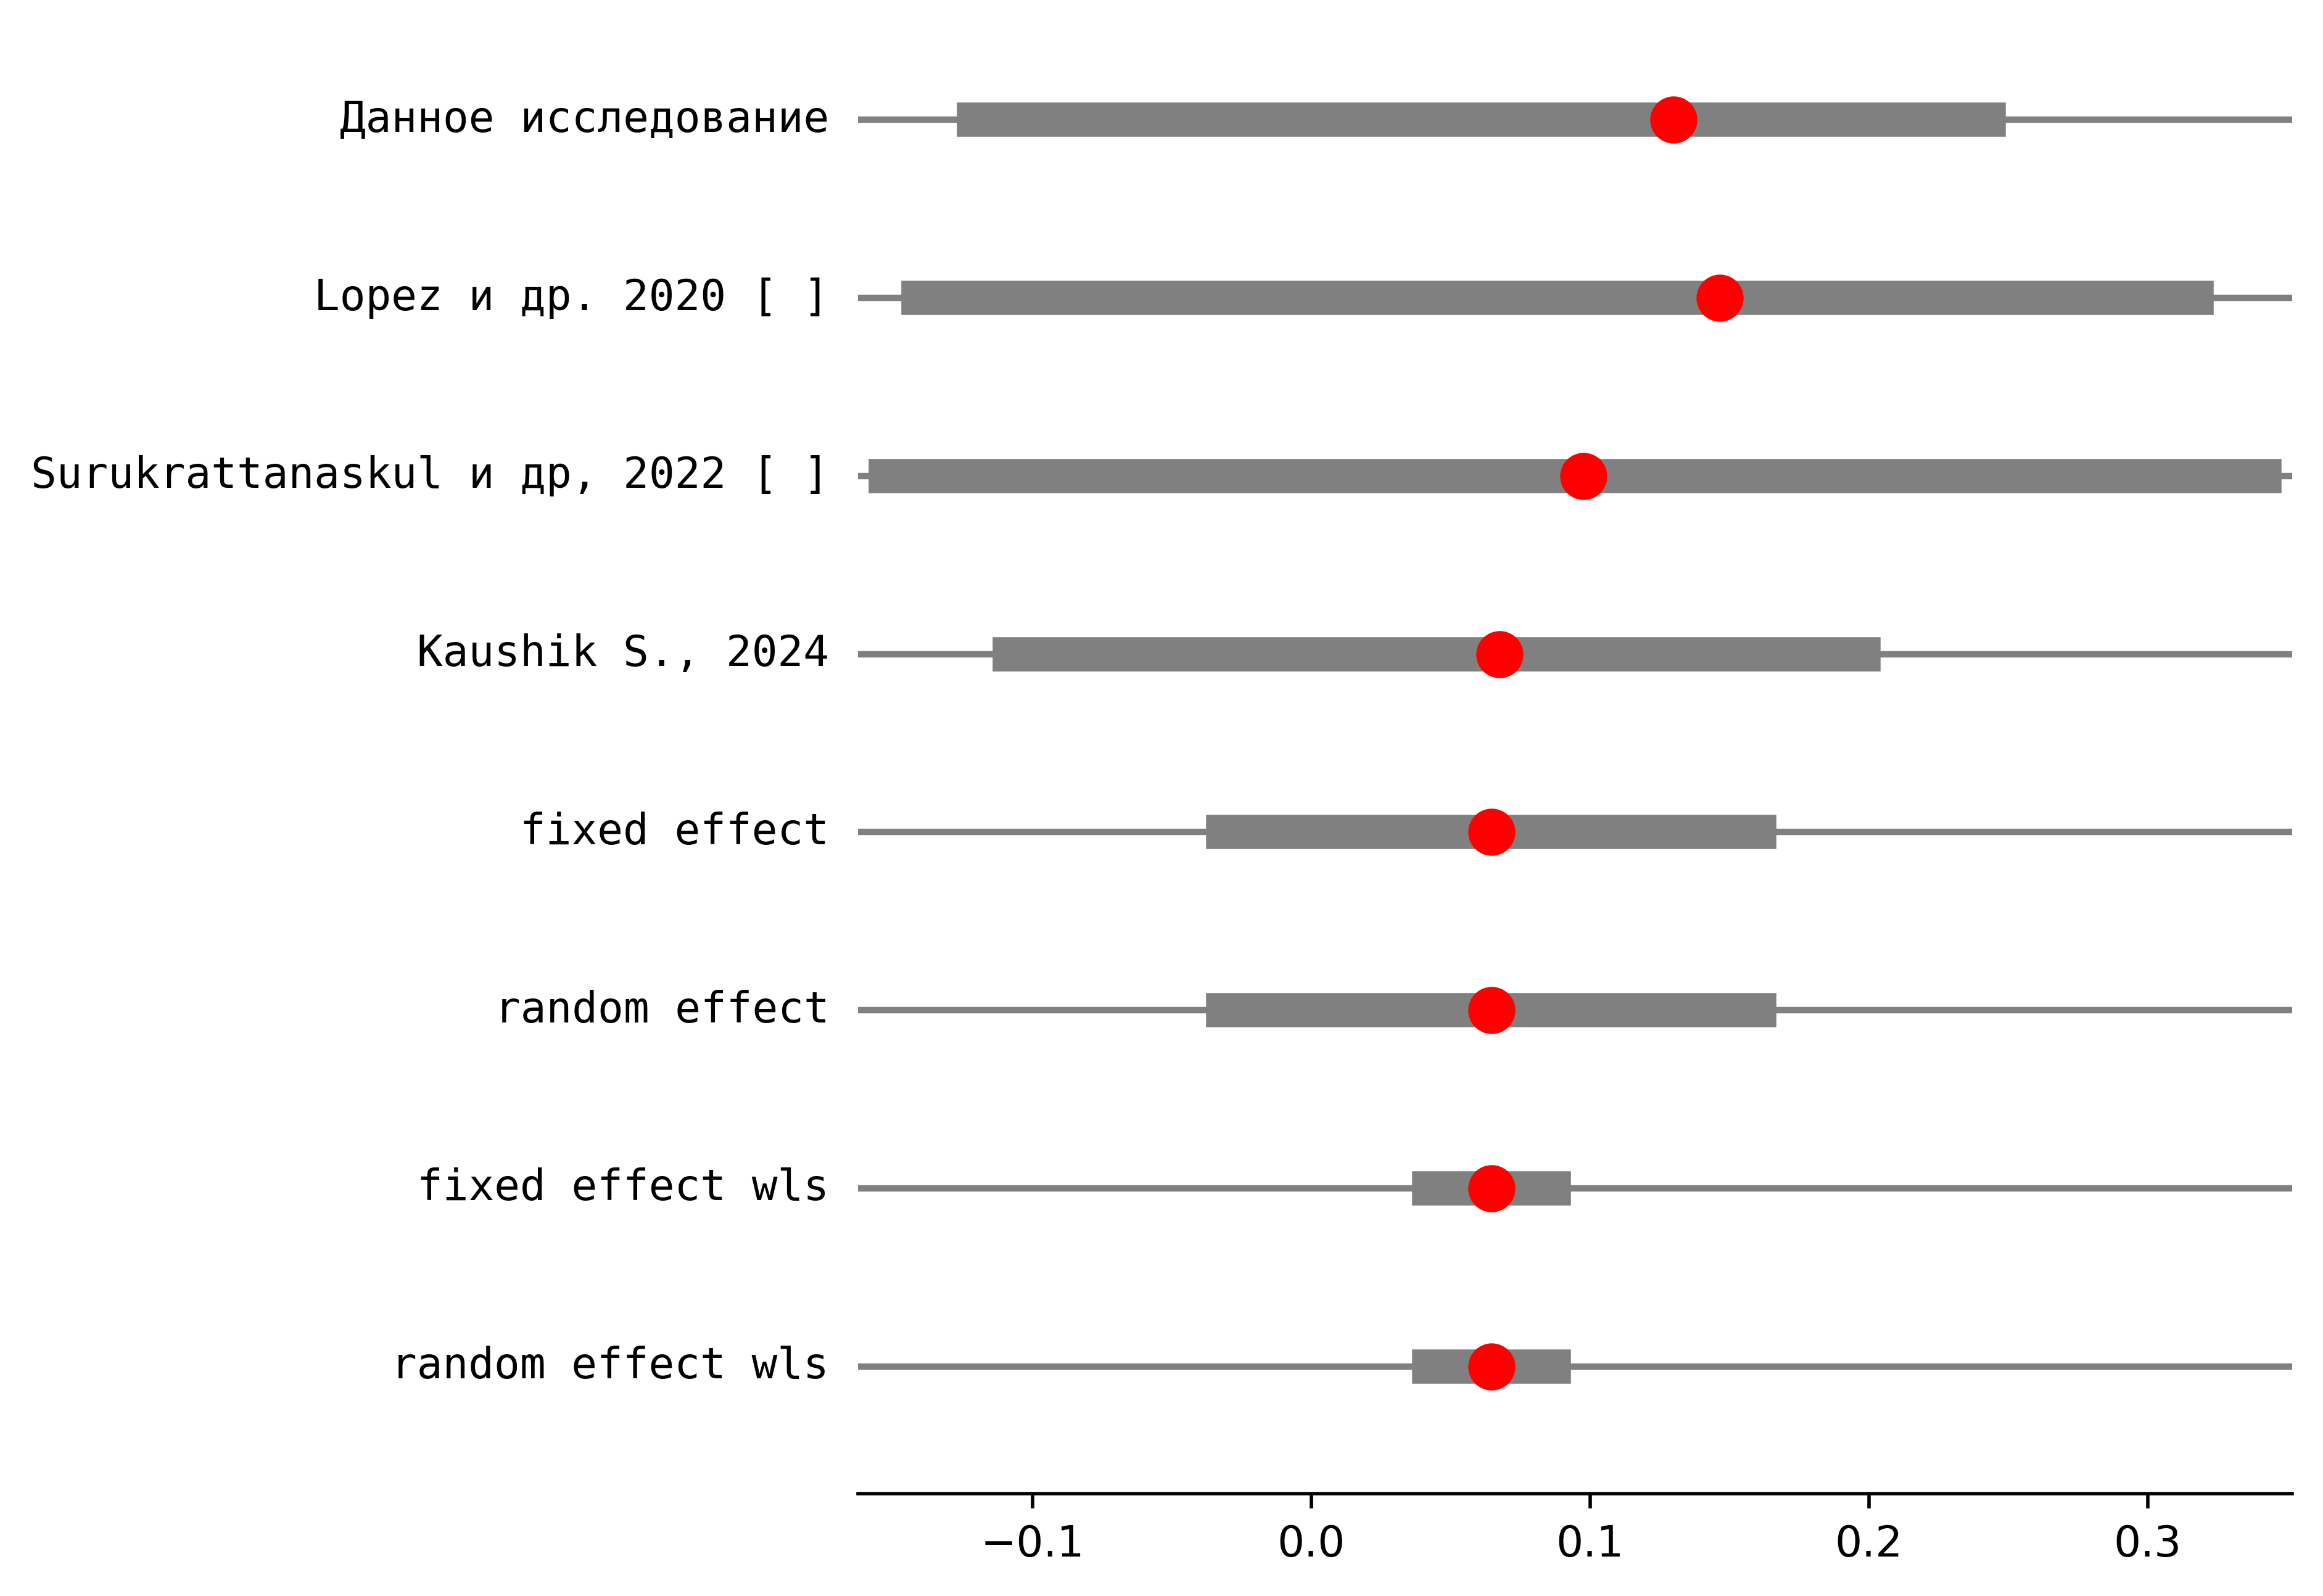 Данное исследование
Lopez и др. 2020 [ ]
Surukrattanaskul и др, 2022 [ ]
Kaushik S., 2024
fixed effect
random effect
fixed effect wls
random effect wls
−0.1 0.0 0.1 0.2 0.3